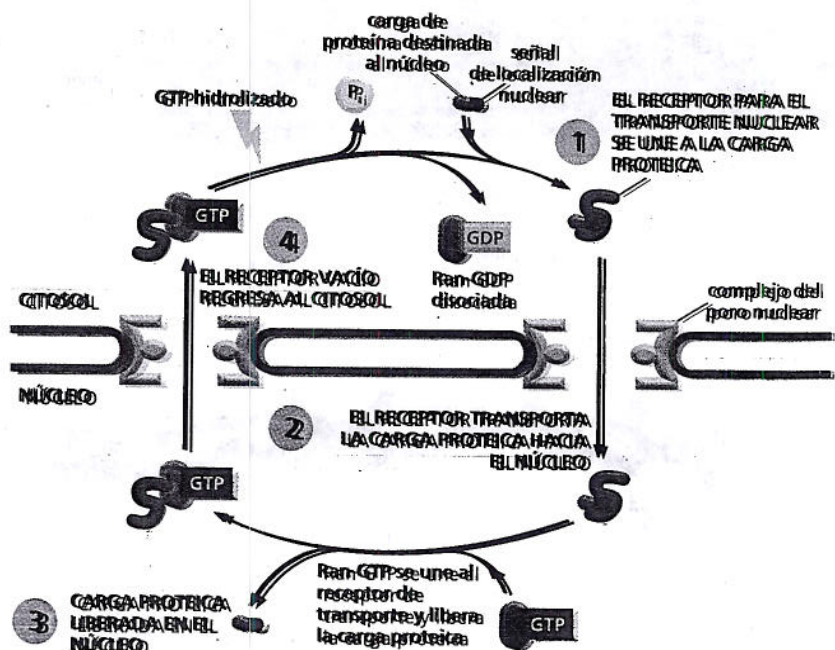 carga de
proteína destinada
al núcleo
señal
de localización
nuclear
GTP hidrolizado
Pi
1
EL RECEPTOR PARA EL
TRANSPORTE NUCLEAR
SE UNE A LA CARGA
PROTEICA
GTP
4
GDP
EL RECEPTOR VACÍO
REGRESA AL CITOSOL
Ran-GDP
disociada
CITOSOL
complejo del
poro nuclear
NÚCLEO
2
EL RECEPTOR TRANSPORTA
LA CARGA PROTEICA HACIA
EL NÚCLEO
GTP
3
CARGA PROTEICA
LIBERADA EN EL
NÚCLEO
Ran-GTP se une al
receptor de
transporte y libera
la carga proteica
GTP